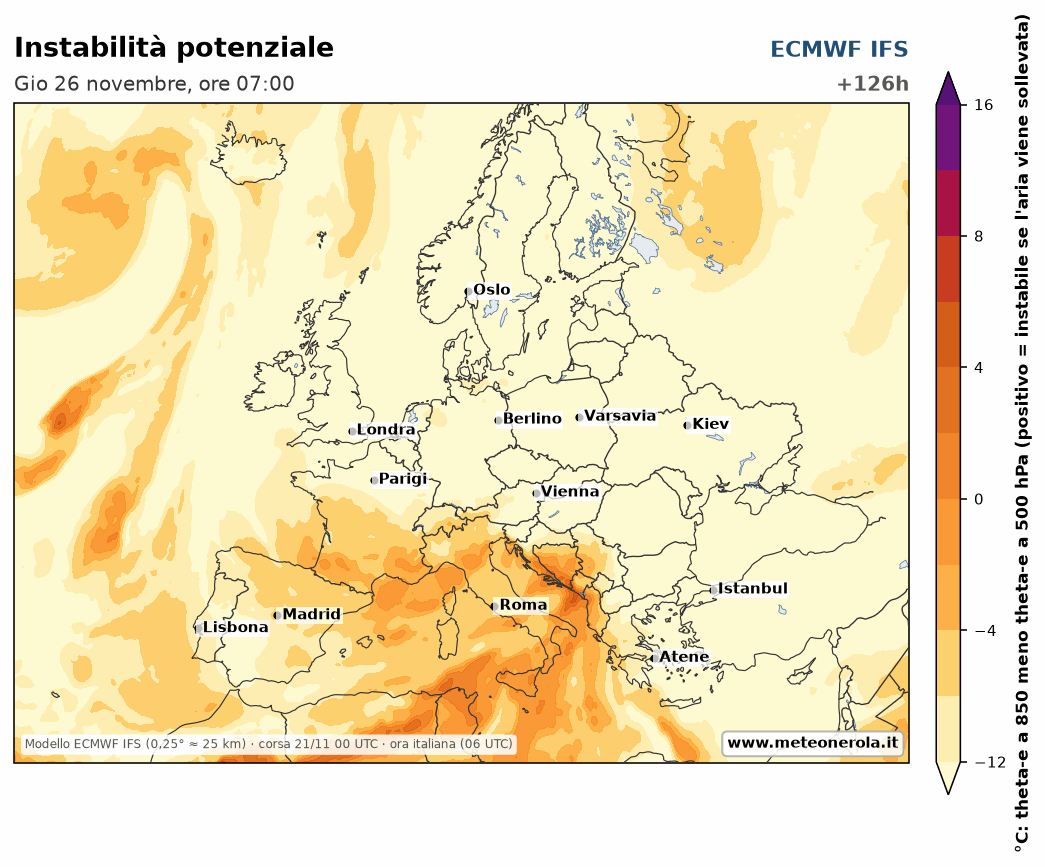 Instabilità potenziale
ECMWF IFS
Gio 26 novembre, ore 07:00
+126h
Oslo
Berlino
Varsavia
Kiev
Londra
Parigi
Vienna
Istanbul
Roma
Madrid
Lisbona
Atene
Modello ECMWF IFS (0,25° ≈ 25 km) · corsa 21/11 00 UTC · ora italiana (06 UTC)
www.meteonerola.it
16
8
4
0
−4
−12
°C: theta-e a 850 meno theta-e a 500 hPa (positivo = instabile se l'aria viene sollevata)